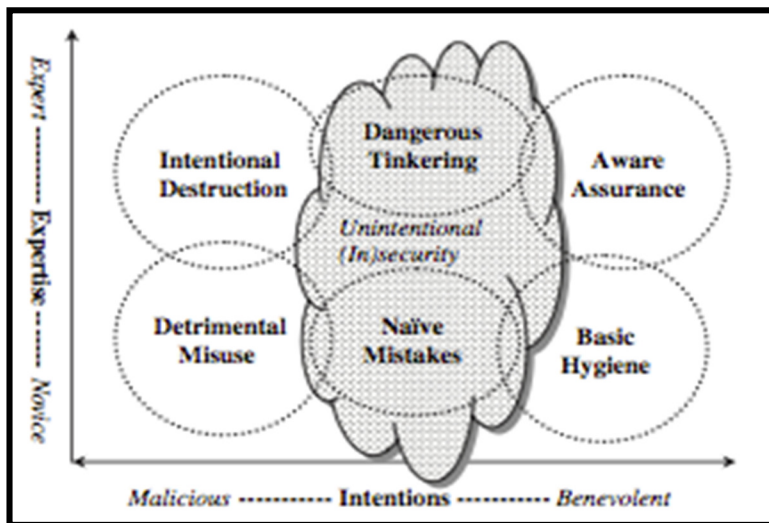 Expert ---------- Expertise ------- Novice
Intentional
Destruction
Dangerous
Tinkering
Aware
Assurance
Unintentional
(In)security
Detrimental
Misuse
Naïve
Mistakes
Basic
Hygiene
Malicious ---------- Intentions ---------- Benevolent